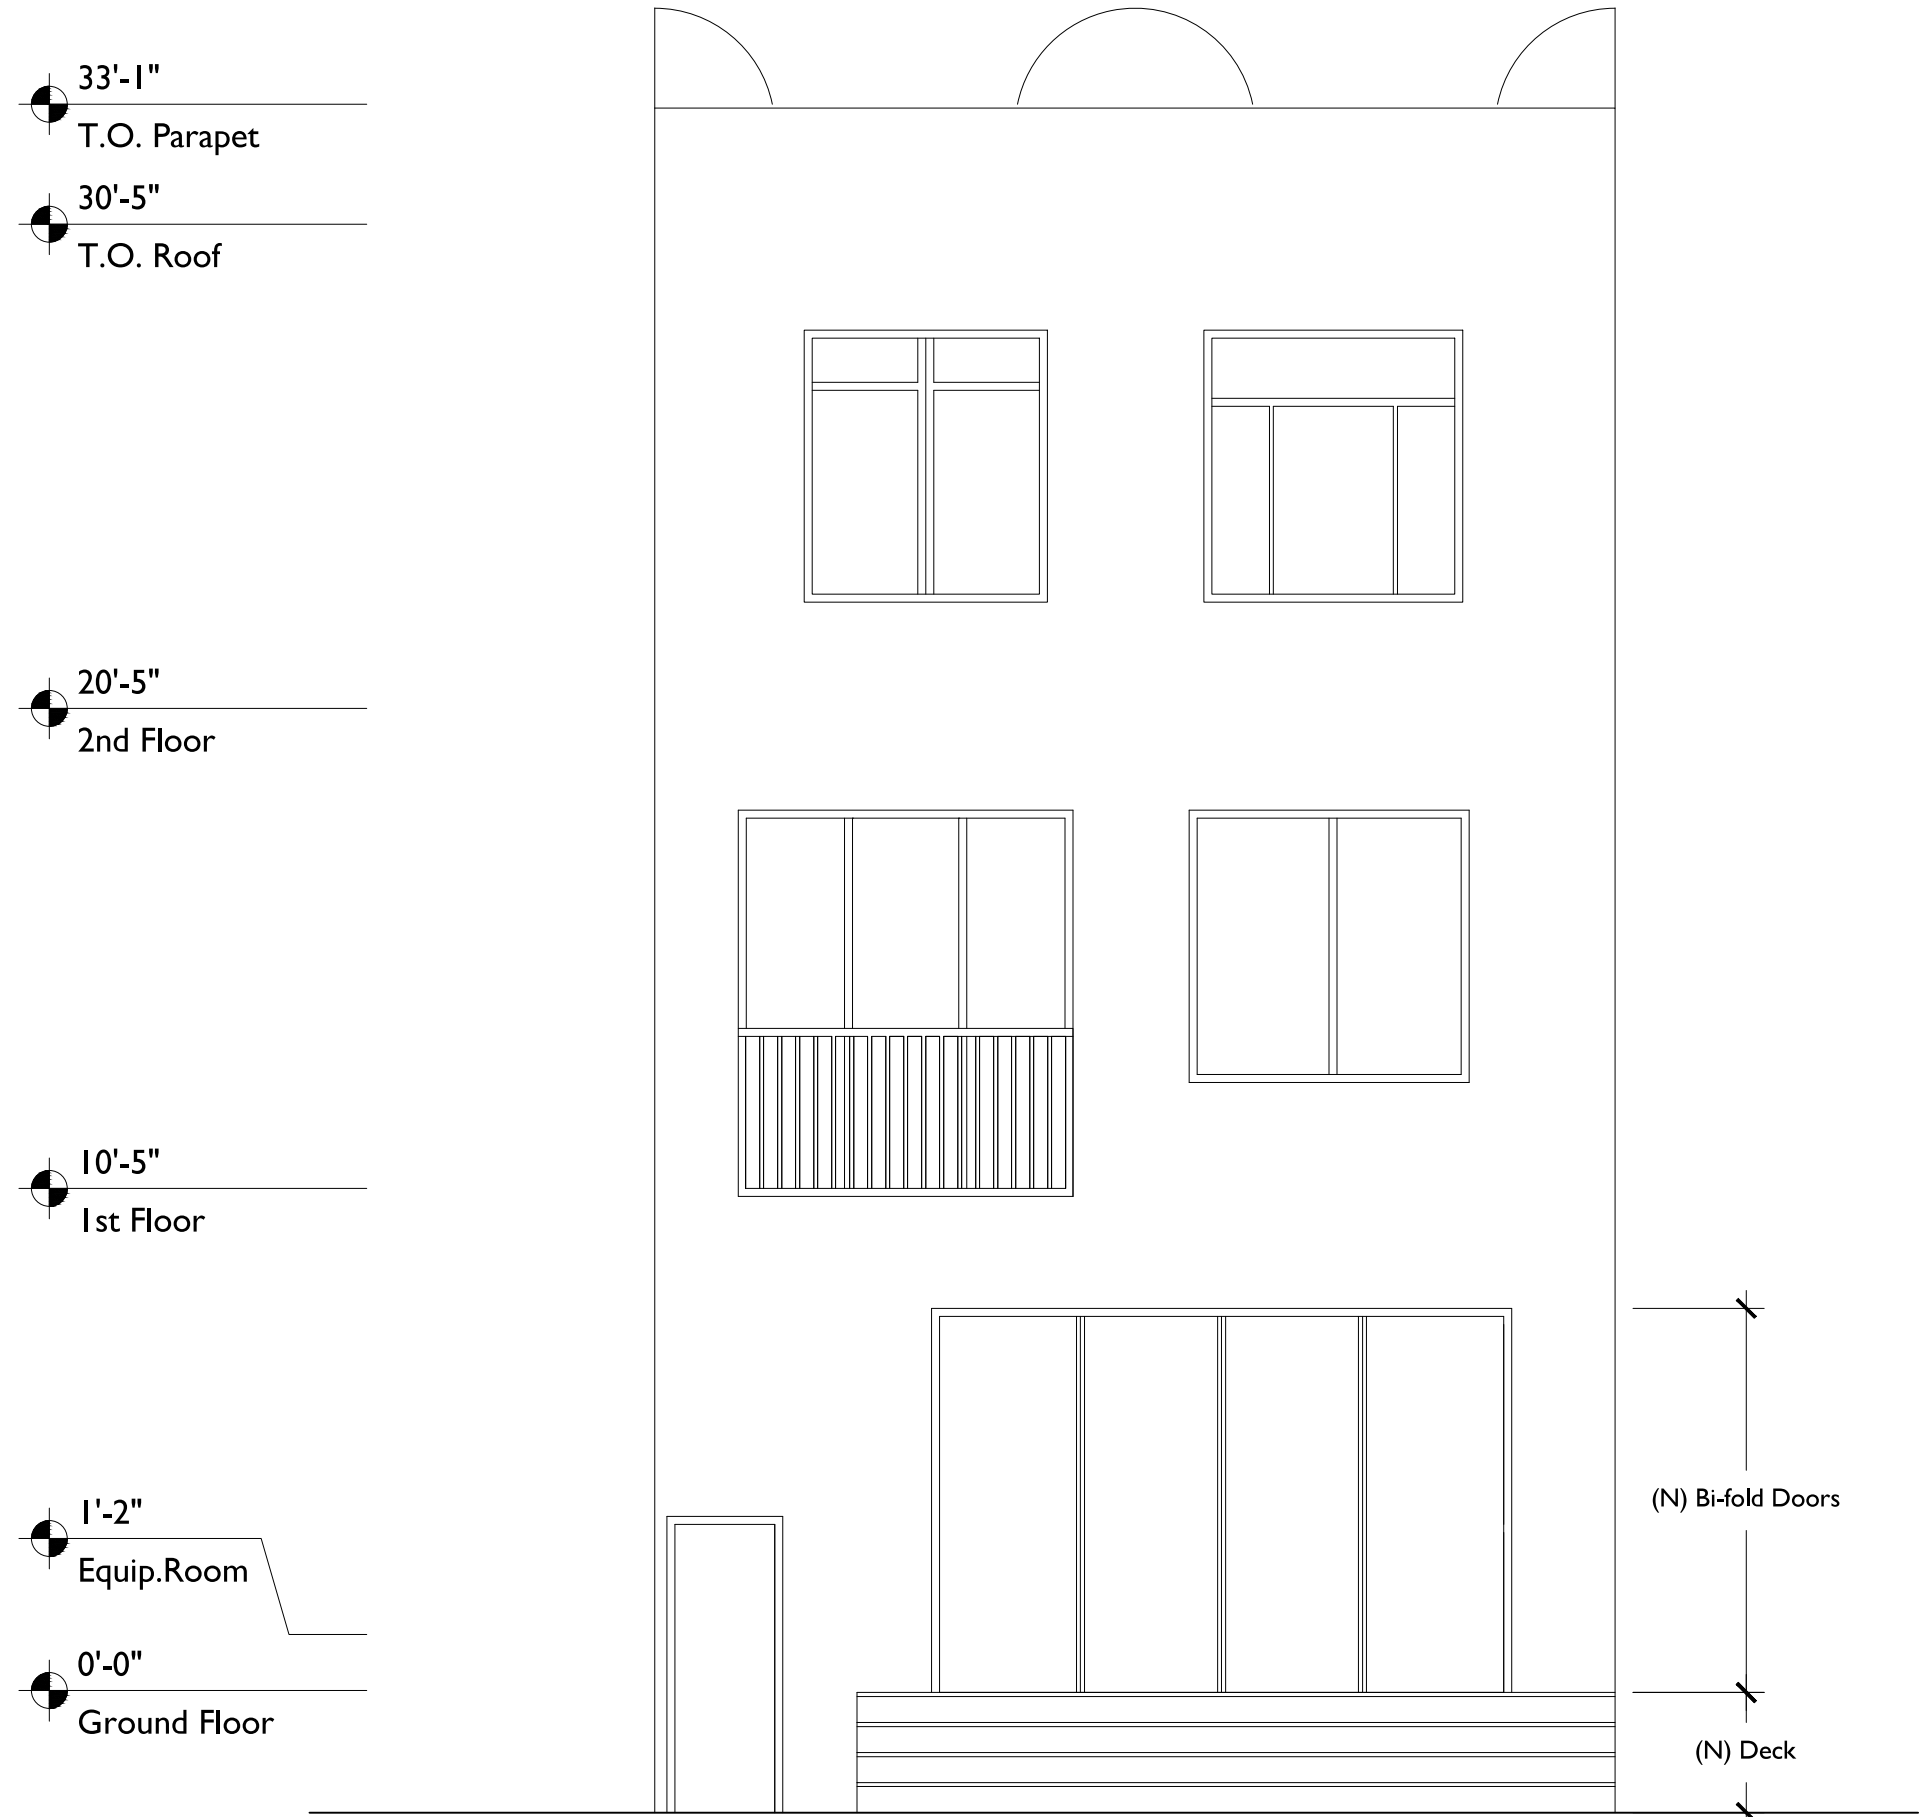 33'-1"
T.O. Parapet
30'-5"
T.O. Roof
20'-5"
2nd Floor
10'-5"
1st Floor
1'-2"
Equip.Room
0'-0"
Ground Floor
(N) Bi-fold Doors
(N) Deck